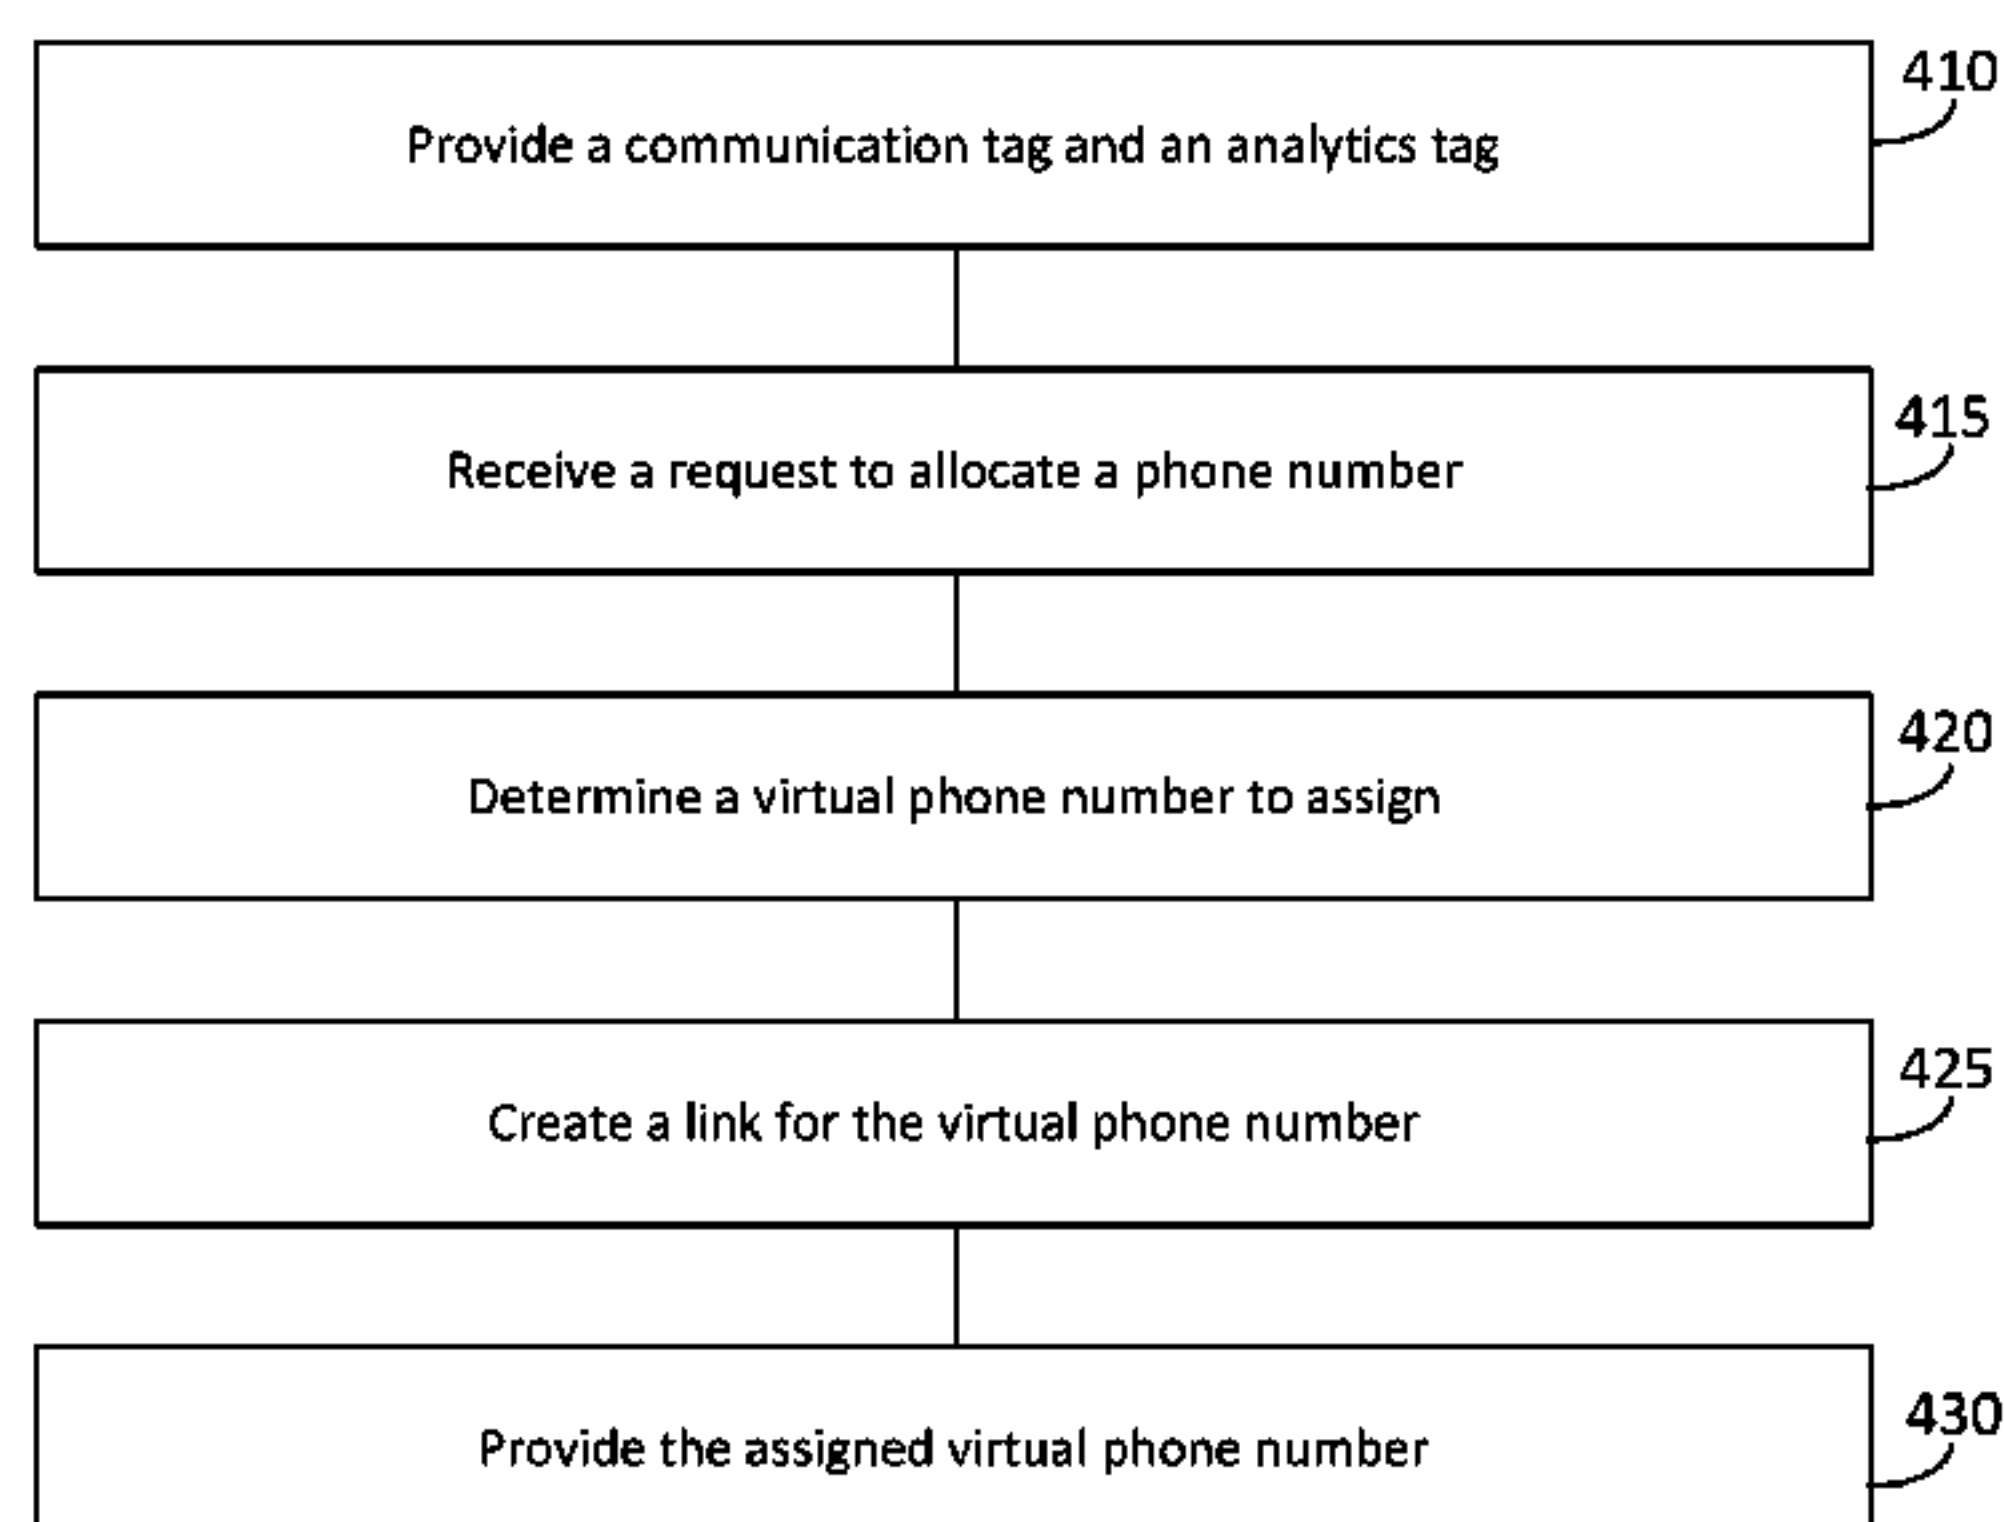 410
Provide a communication tag and an analytics tag
415
Receive a request to allocate a phone number
420
Determine a virtual phone number to assign
425
Create a link for the virtual phone number
430
Provide the assigned virtual phone number